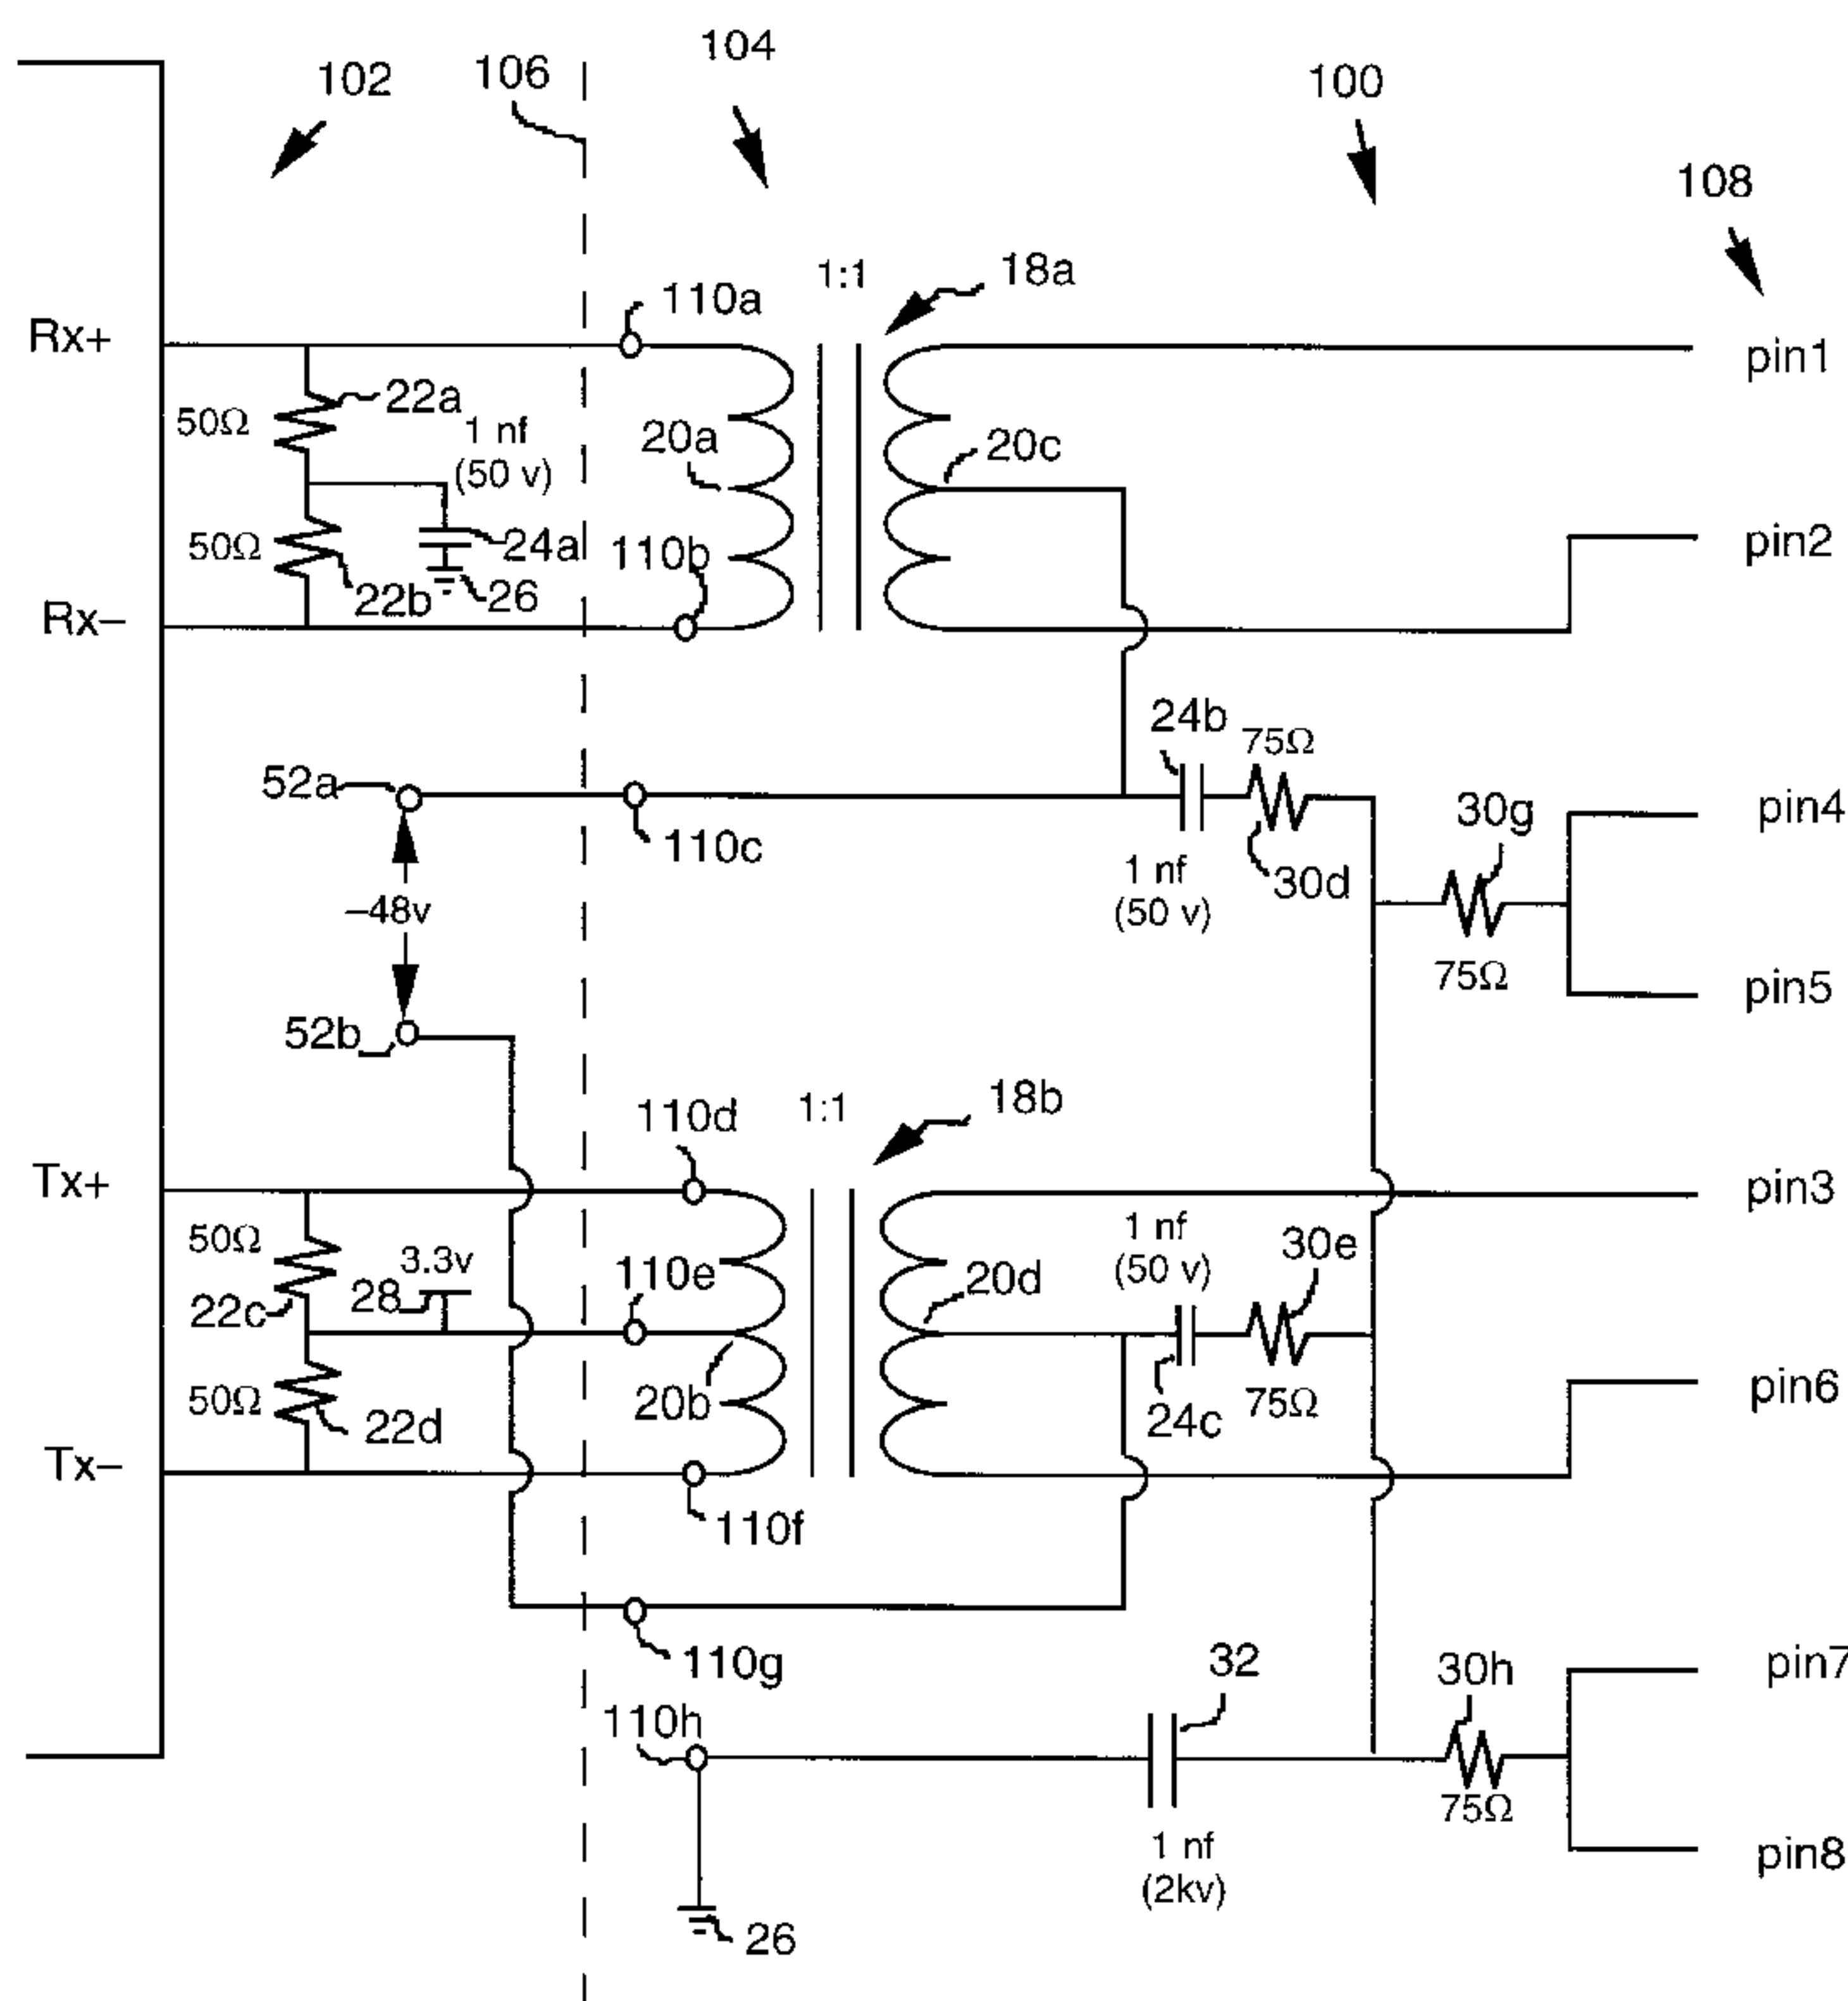 104
102
106
100
108
1:1
18a
110a
Rx+
pin1
22a
50Ω
1 nf
(50 v)
20a
20c
pin2
50Ω
24a
110b
22b
26
Rx–
24b
75Ω
52a
30g
pin4
110c
1 nf
(50 v)
30d
–48v
75Ω
pin5
52b
110d
1:1
18b
Tx+
pin3
50Ω
3.3v
1 nf
(50 v)
30e
28
110e
20d
22c
50Ω
20b
24c
75Ω
pin6
22d
Tx–
110f
110g
32
30h
pin7
110h
75Ω
1 nf
(2kv)
pin8
26